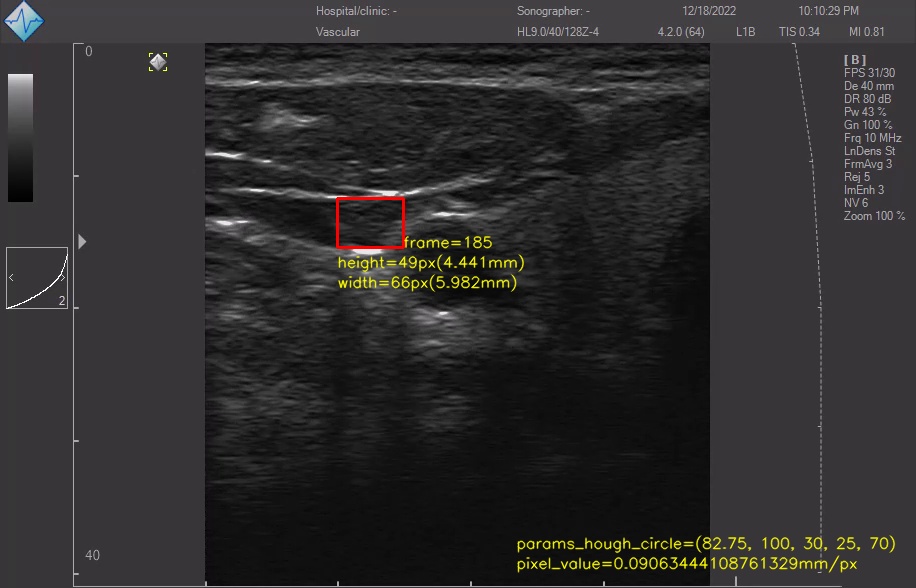 Hospital/clinic: - Sonographer: - 12/18/2022 10:10:29 PM
Vascular HL9.0/40/128Z-4 4.2.0 (64) L1B TIS 0.34 MI 0.81
0
[ B ]
FPS 31/30
De 40 mm
DR 80 dB
Pw 43 %
Gn 100 %
Frq 10 MHz
LnDens St
FrmAvg 3
Rej 5
ImEnh 3
NV 6
Zoom 100 %
frame=185
height=49px(4.441mm)
width=66px(5.982mm)
2
params_hough_circle=(82.75, 100, 30, 25, 70)
40
pixel_value=0.09063444108761329mm/px